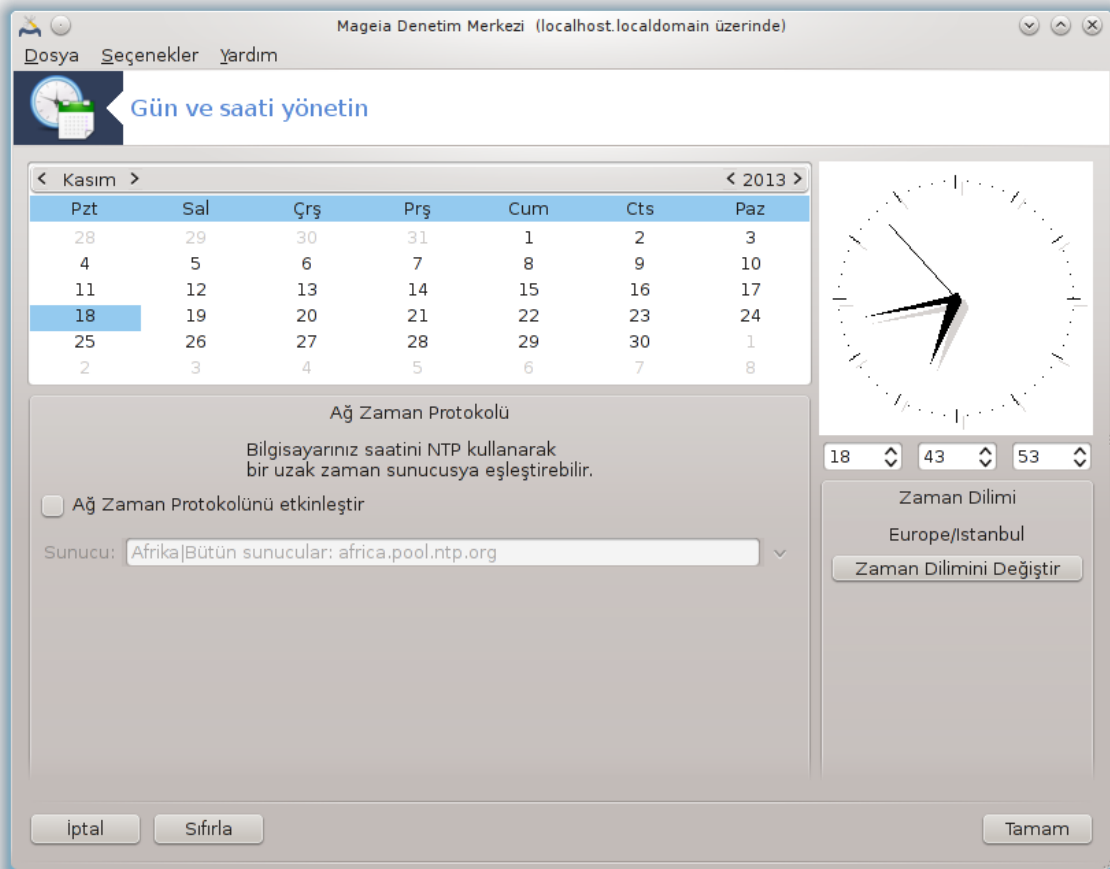 Mageia Denetim Merkezi (localhost.localdomain üzerinde)
Dosya Seçenekler Yardım
Gün ve saati yönetin
< Kasım > < 2013 >
Pzt Sal Çrş Prş Cum Cts Paz
28 29 30 31 1 2 3
4 5 6 7 8 9 10
11 12 13 14 15 16 17
18 19 20 21 22 23 24
25 26 27 28 29 30 1
2 3 4 5 6 7 8
Ağ Zaman Protokolü
Bilgisayarınız saatini NTP kullanarak
bir uzak zaman sunucusya eşleştirebilir.
Ağ Zaman Protokolünü etkinleştir
Sunucu: Afrika|Bütün sunucular: africa.pool.ntp.org
18 43 53
Zaman Dilimi
Europe/Istanbul
Zaman Dilimini Değiştir
İptal Sıfırla Tamam